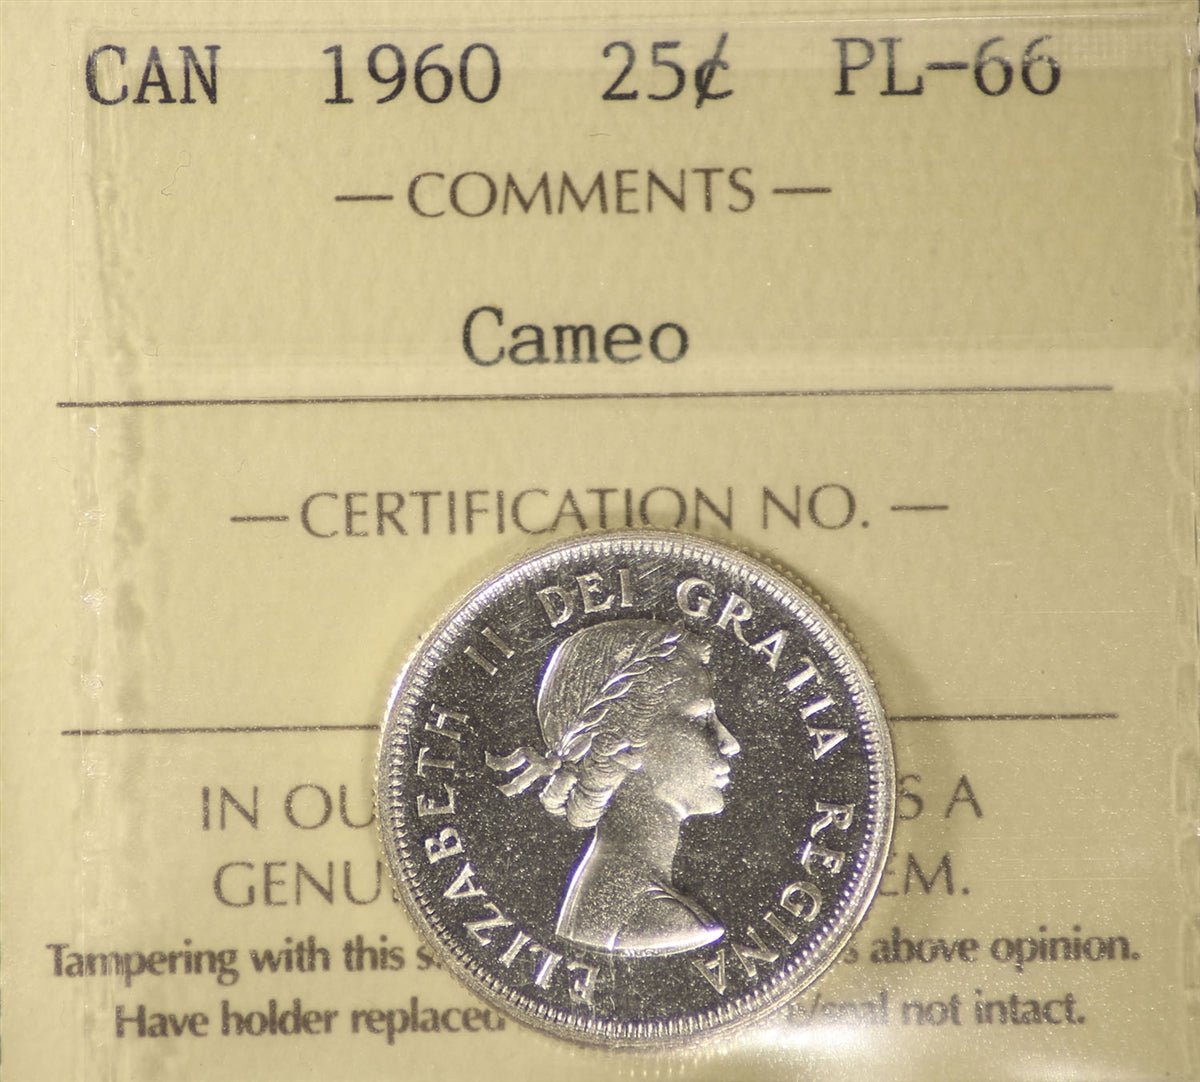 CAN 1960 25¢ PL-66
— COMMENTS —
Cameo
— CERTIFICATION NO. —
ELIZABETH II DEI GRATIA REGINA
IN OU S A
GENU EM.
Tampering with this s above opinion.
Have holder replaced /seal not intact.